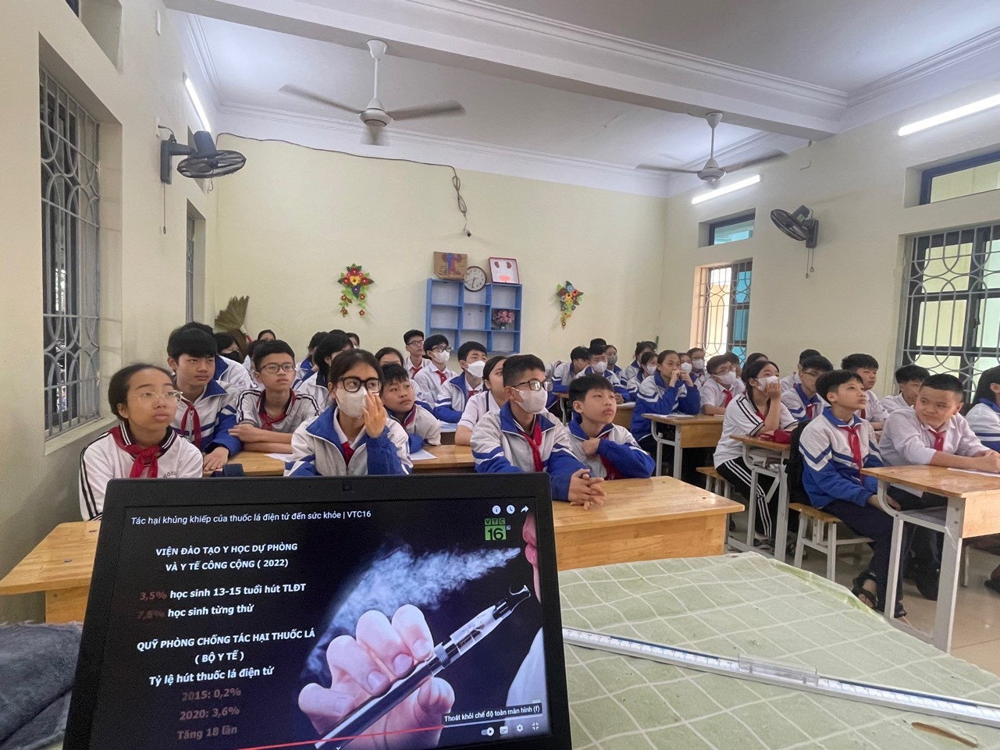 Tác hại khủng khiếp của thuốc lá điện tử đến sức khỏe | VTC16
VTC
16
VIỆN ĐÀO TẠO Y HỌC DỰ PHÒNG
VÀ Y TẾ CÔNG CỘNG ( 2022)
3,5% học sinh 13-15 tuổi hút TLĐT
7,8% học sinh từng thử
QUỸ PHÒNG CHỐNG TÁC HẠI THUỐC LÁ
( BỘ Y TẾ )
Tỷ lệ hút thuốc lá điện tử
2015: 0,2%
2020: 3,6%
Tăng 18 lần
Thoát khỏi chế độ toàn màn hình (f)